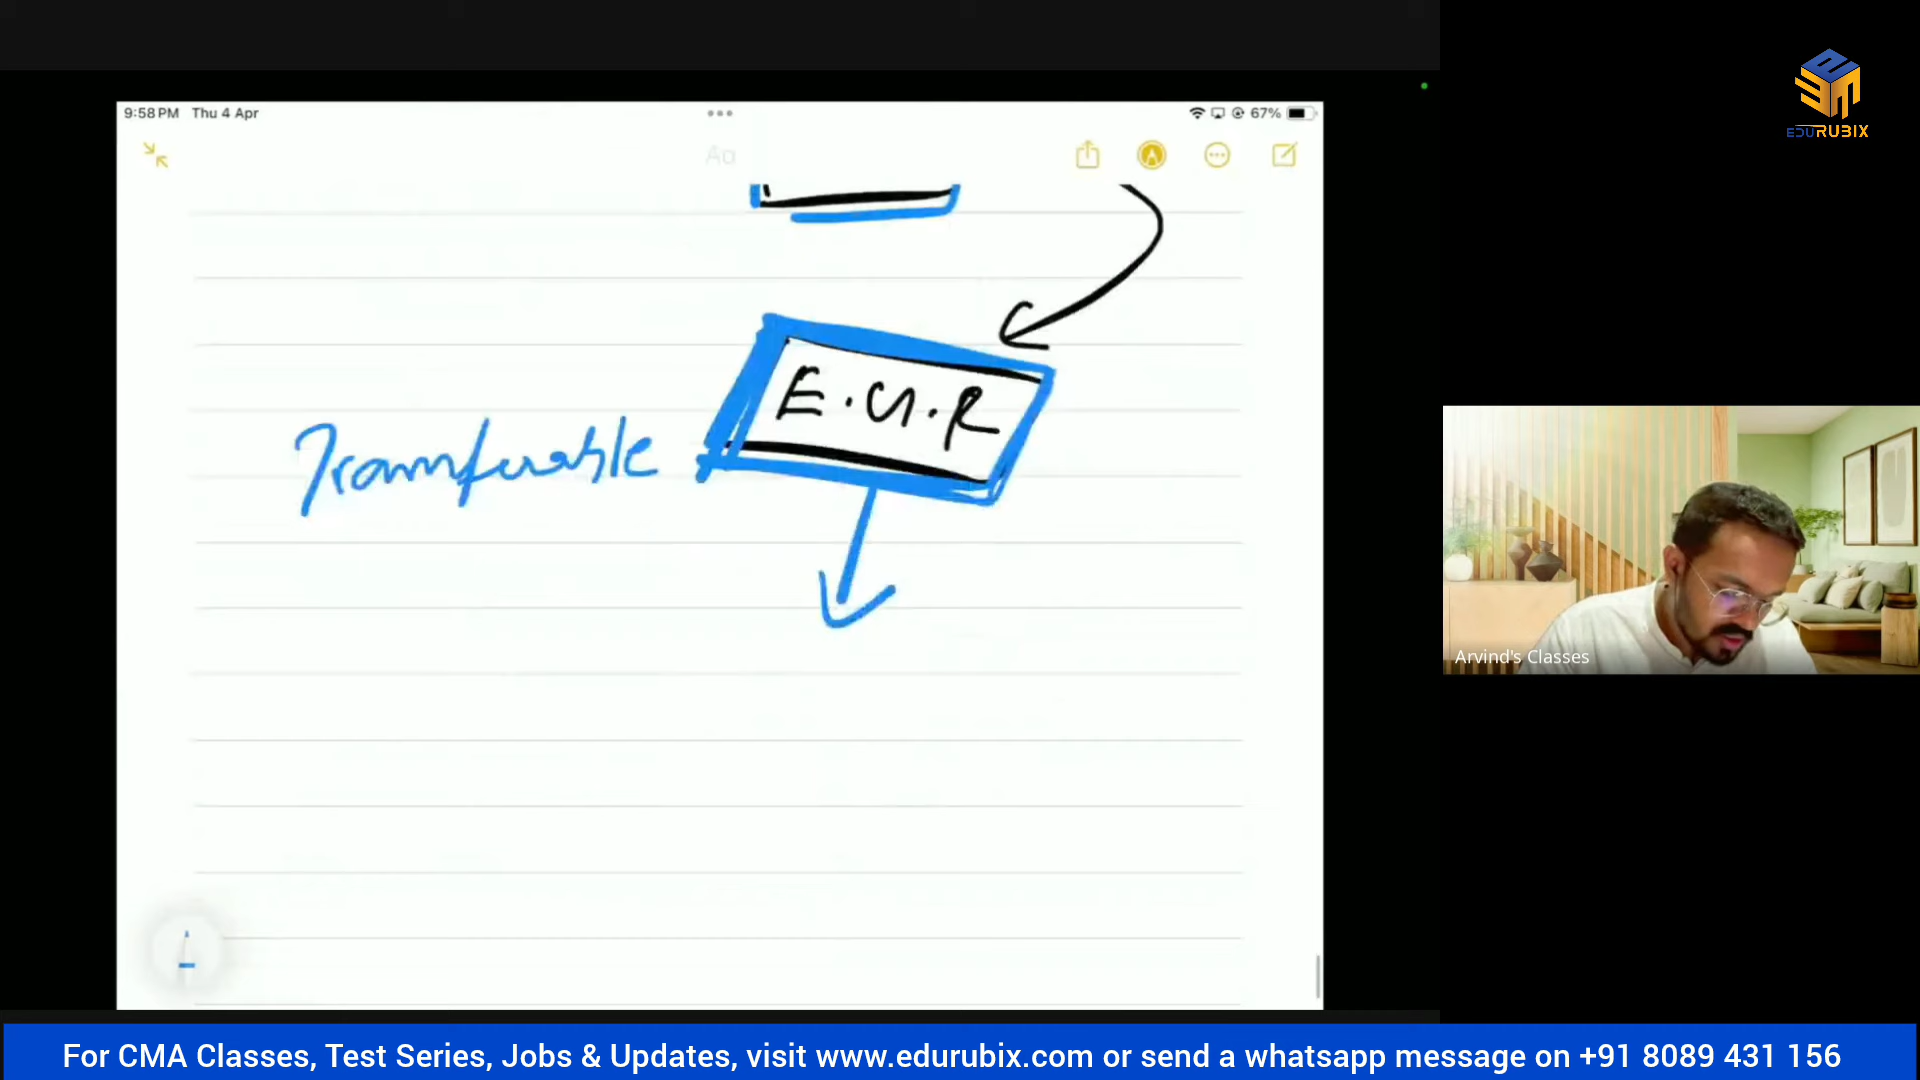 9:58 PM Thu 4 Apr
67%
Aa
E.C1.R
Transferable
EDURUBIX
Arvind's Classes
For CMA Classes, Test Series, Jobs & Updates, visit www.edurubix.com or send a whatsapp message on +91 8089 431 156